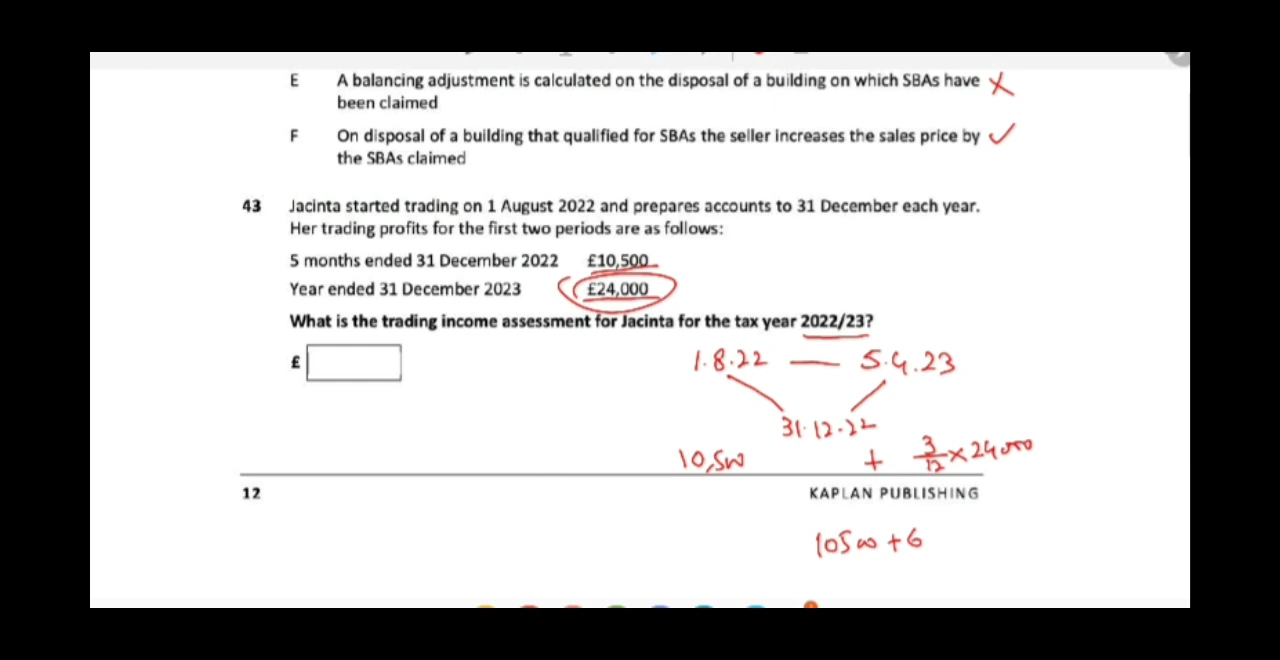 E A balancing adjustment is calculated on the disposal of a building on which SBAs have
been claimed
F On disposal of a building that qualified for SBAs the seller increases the sales price by
the SBAs claimed
43 Jacinta started trading on 1 August 2022 and prepares accounts to 31 December each year.
Her trading profits for the first two periods are as follows:
5 months ended 31 December 2022 £10,500
Year ended 31 December 2023 £24,000
What is the trading income assessment for Jacinta for the tax year 2022/23?
£
1.8.22 — 5.4.23
31.12.22
10,500 + 3/12 × 24000
12 KAPLAN PUBLISHING
10500 + 6